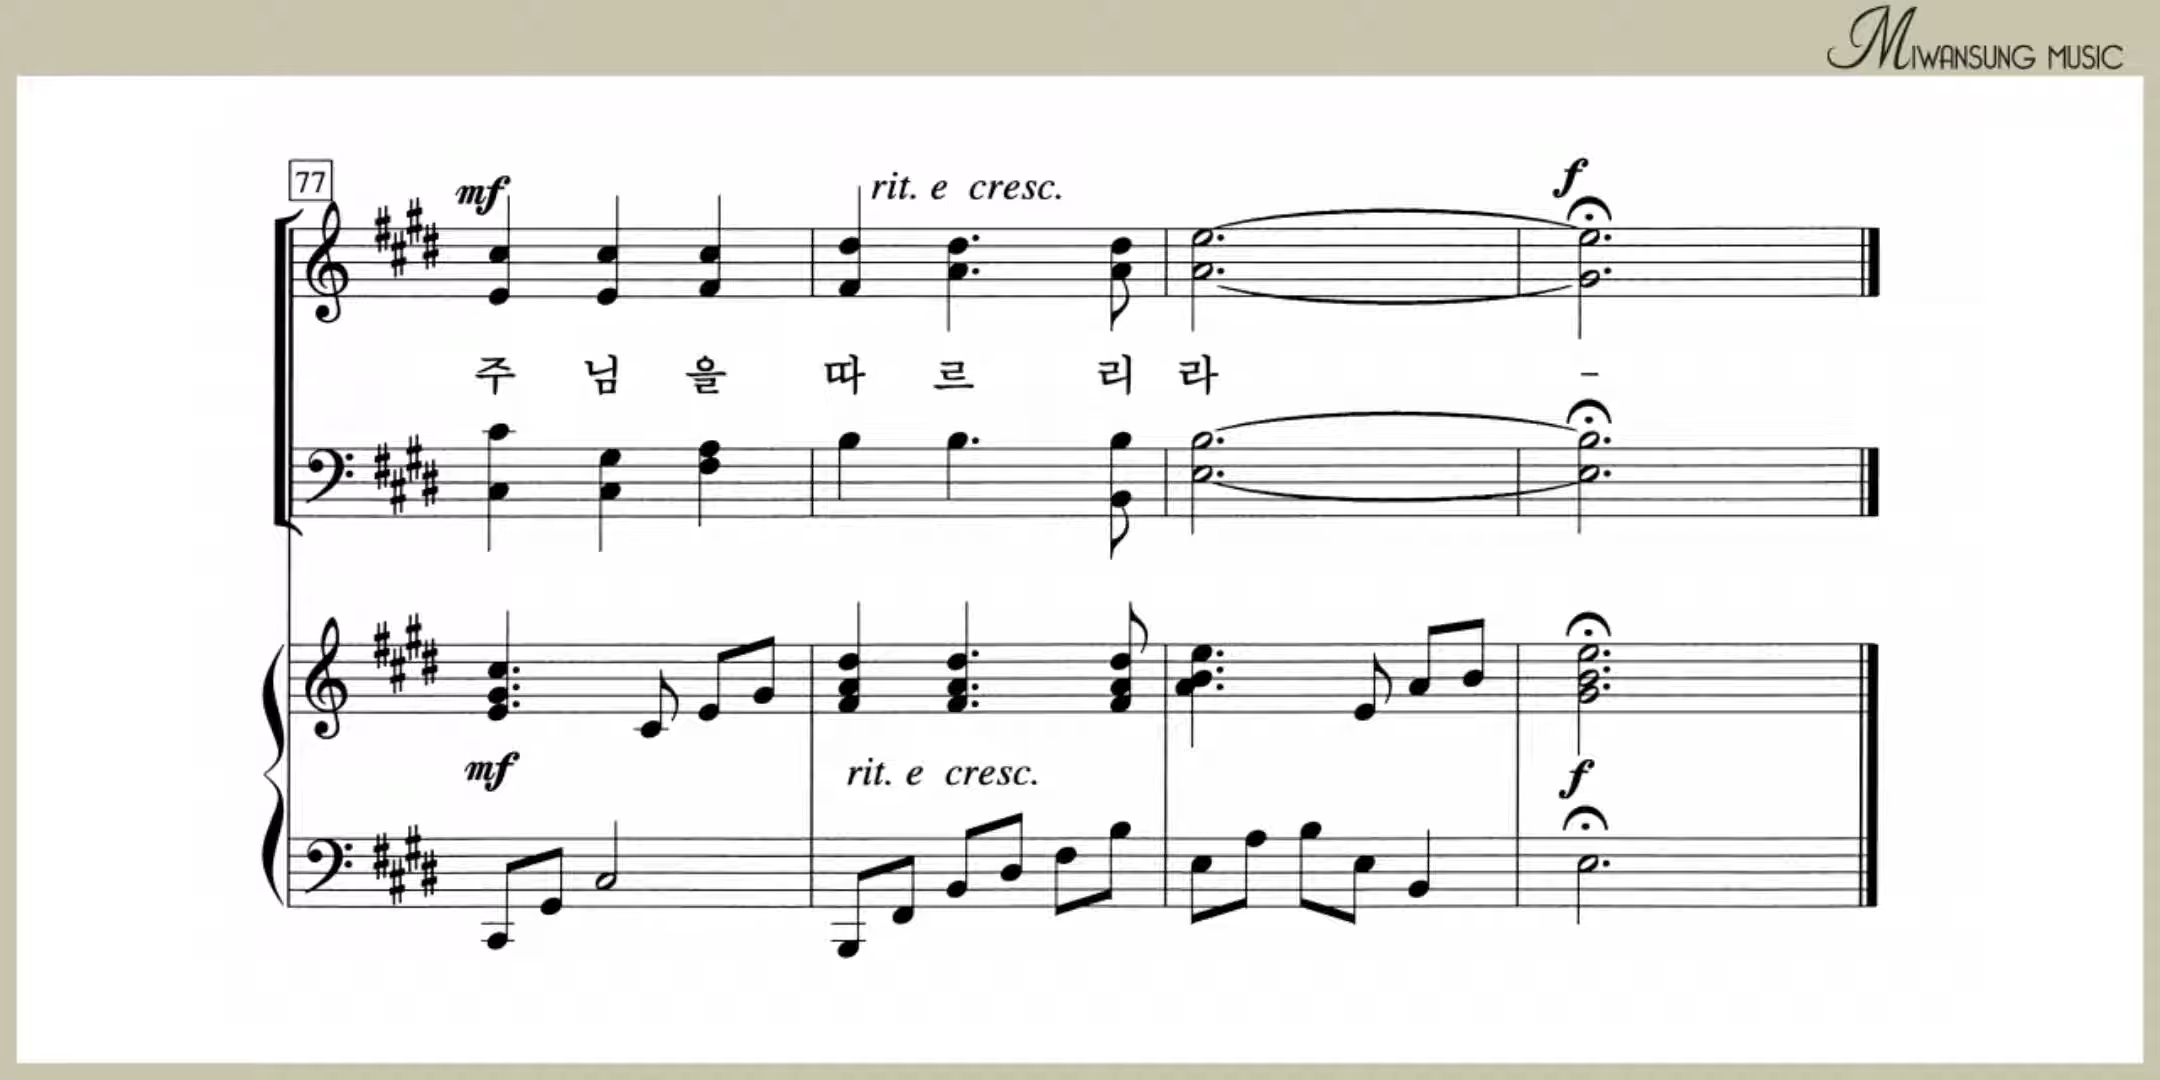 MIWANSUNG MUSIC
77
mf
rit. e cresc.
f
주 님 을 따 르 리 라 -
mf
rit. e cresc.
f